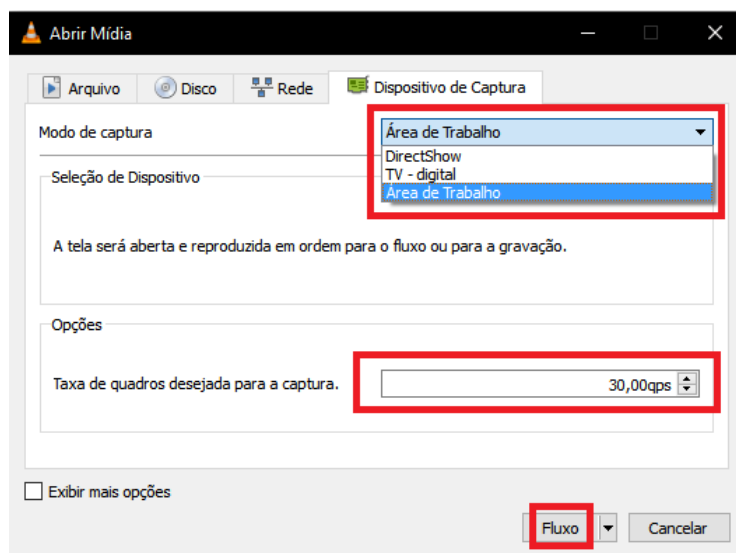 Abrir Mídia
Arquivo Disco Rede Dispositivo de Captura
Modo de captura Área de Trabalho
DirectShow
TV - digital
Área de Trabalho
Seleção de Dispositivo
A tela será aberta e reproduzida em ordem para o fluxo ou para a gravação.
Opções
Taxa de quadros desejada para a captura. 30,00qps
Exibir mais opções
Fluxo Cancelar